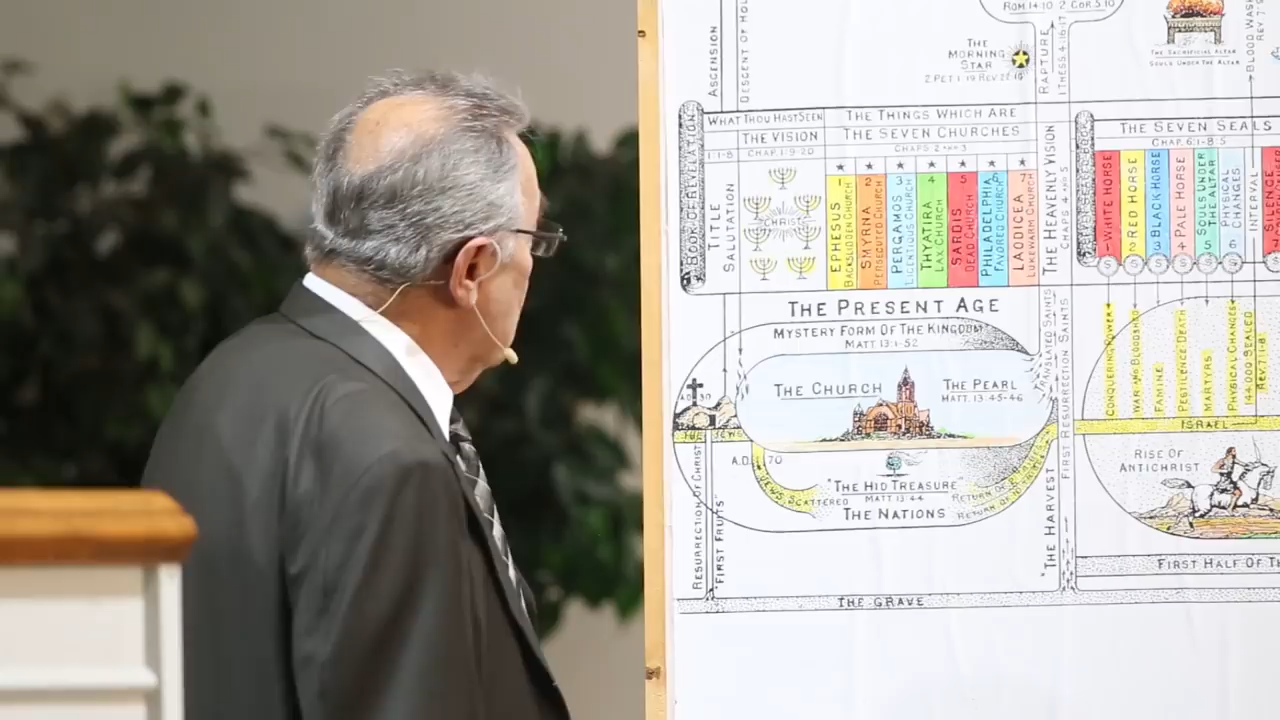 ROM 14:10 2 COR. 5:10
ASCENSION
DESCENT OF
THE
MORNING
STAR
2 PET 1:19 REV 22:16
RAPTURE
1 THESS. 4:16-17
THE SACRIFICIAL ALTAR
SOULS UNDER THE ALTAR
BLOOD
REV 7:9
BOOK OF REVELATION
WHAT THOU HAST SEEN
THE THINGS WHICH ARE
THE VISION
THE SEVEN CHURCHES
1:1-8
CHAP. 1:9-20
CHAPS 2 AND 3
TITLE
SALUTATION
CHRIST
1
EPHESUS
BACKSLIDDEN CHURCH
2
SMYRNA
PERSECUTED CHURCH
3
PERGAMOS
LICENTIOUS CHURCH
4
THYATIRA
LAX CHURCH
5
SARDIS
DEAD CHURCH
6
PHILADELPHIA
FAVORED CHURCH
7
LAODICEA
LUKEWARM CHURCH
THE HEAVENLY VISION
CHAPS. 4 AND 5
THE SEVEN SEALS
CHAP. 6:1-8:5
1 WHITE HORSE
2 RED HORSE
3 BLACK HORSE
4 PALE HORSE
5 SOULS UNDER THE ALTAR
6 PHYSICAL CHANGES
INTERVAL
SILENCE
S S S S S S S
THE PRESENT AGE
MYSTERY FORM OF THE KINGDOM
MATT 13:1-52
THE CHURCH
THE PEARL
MATT. 13:45-46
TRANSLATED SAINTS
FIRST RESURRECTION SAINTS
A.D. 30
THE JEWS
A.D. 70
JEWS SCATTERED
"THE HID TREASURE"
MATT 13:44
THE NATIONS
RESURRECTION OF CHRIST
"FIRST FRUITS"
"THE HARVEST
CONQUERING POWER
WAR AND BLOODSHED
FAMINE
PESTILENCE DEATH
MARTYRS
PHYSICAL CHANGES
144,000 SEALED
REV. 7:1-8
ISRAEL
RISE OF
ANTICHRIST
FIRST HALF OF
THE GRAVE